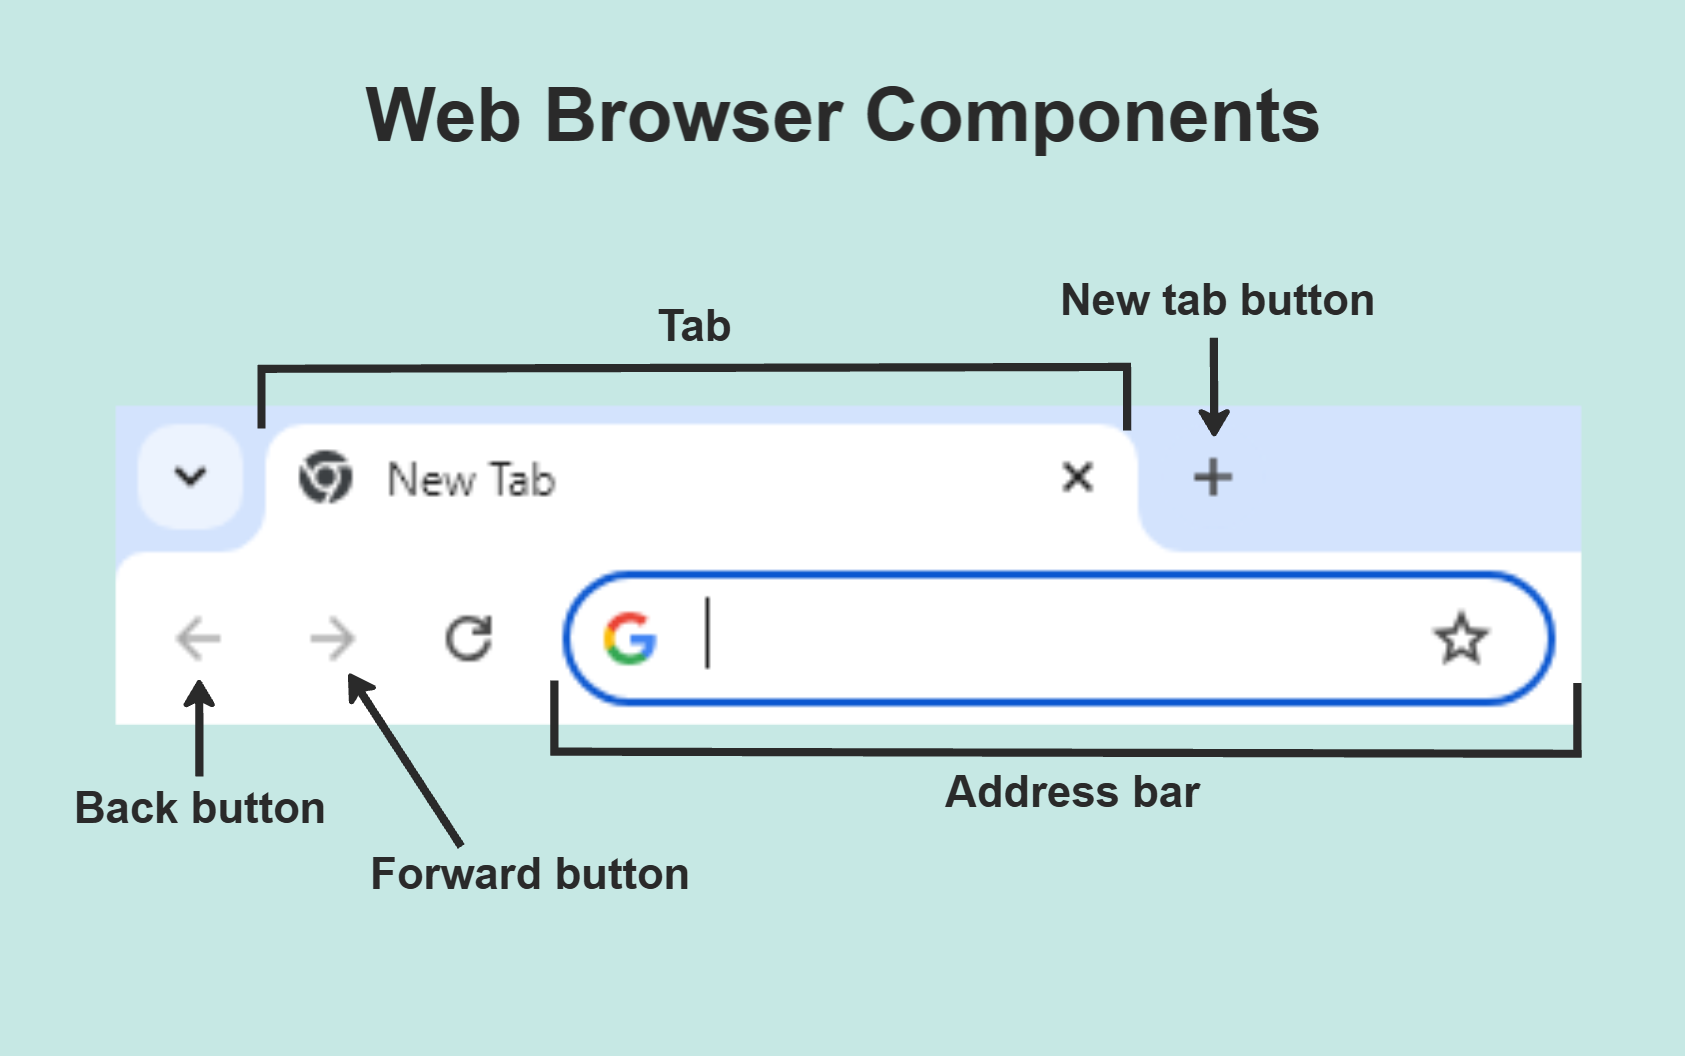 Web Browser Components
New tab button
Tab
New Tab
Back button
Address bar
Forward button